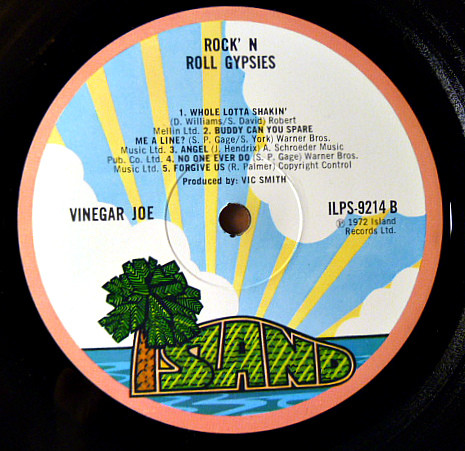 ROCK' N
ROLL GYPSIES
1. WHOLE LOTTA SHAKIN'
(D. Williams/S. David) Robert
Mellin Ltd. 2. BUDDY CAN YOU SPARE
ME A LINE? (S. P. Gage/S. York) Warner Bros.
Music Ltd. 3. ANGEL (J. Hendrix) A. Schroeder Music
Pub. Co. Ltd. 4. NO ONE EVER DO (S. P. Gage) Warner Bros.
Music Ltd. 5. FORGIVE US (R. Palmer) Copyright Control
Produced by: VIC SMITH
VINEGAR JOE
ILPS-9214 B
℗ 1972 Island
Records Ltd.
ISLAND